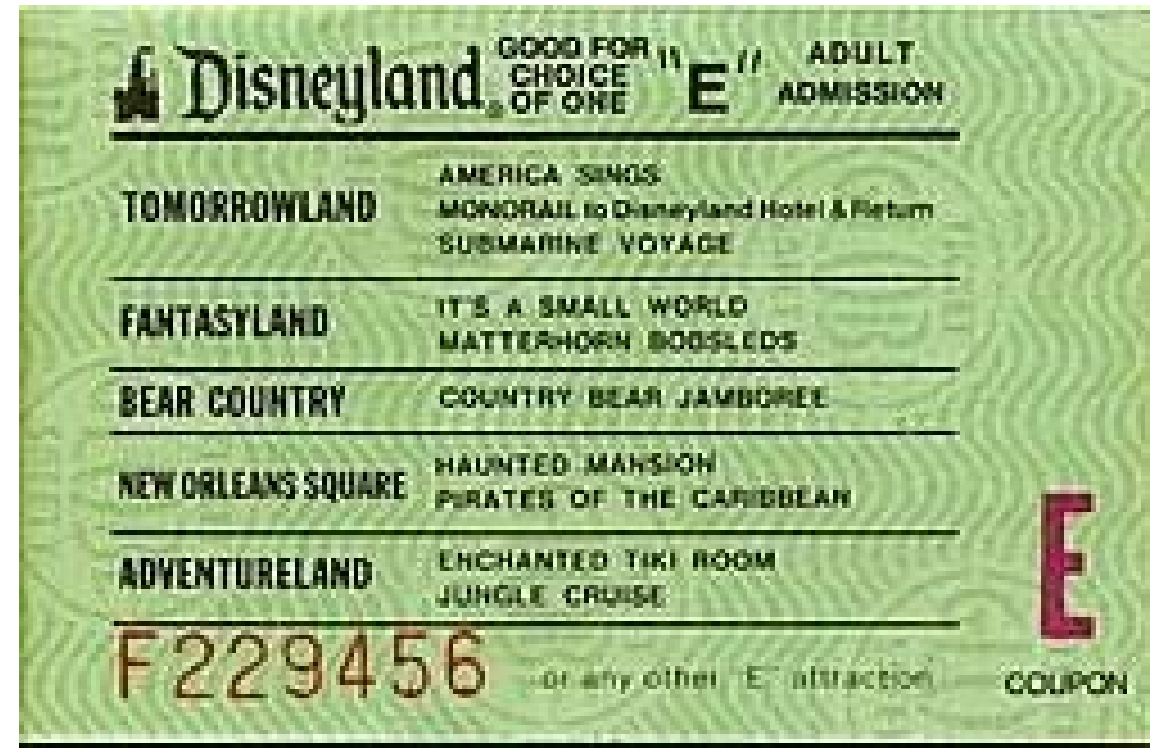 Disneyland® GOOD FOR CHOICE OF ONE "E" ADULT ADMISSION
TOMORROWLAND
AMERICA SINGS
MONORAIL to Disneyland Hotel & Return
SUBMARINE VOYAGE
FANTASYLAND
IT'S A SMALL WORLD
MATTERHORN BOBSLEDS
BEAR COUNTRY
COUNTRY BEAR JAMBOREE
NEW ORLEANS SQUARE
HAUNTED MANSION
PIRATES OF THE CARIBBEAN
ADVENTURELAND
ENCHANTED TIKI ROOM
JUNGLE CRUISE
F229456
or any other "E" attraction
E
COUPON